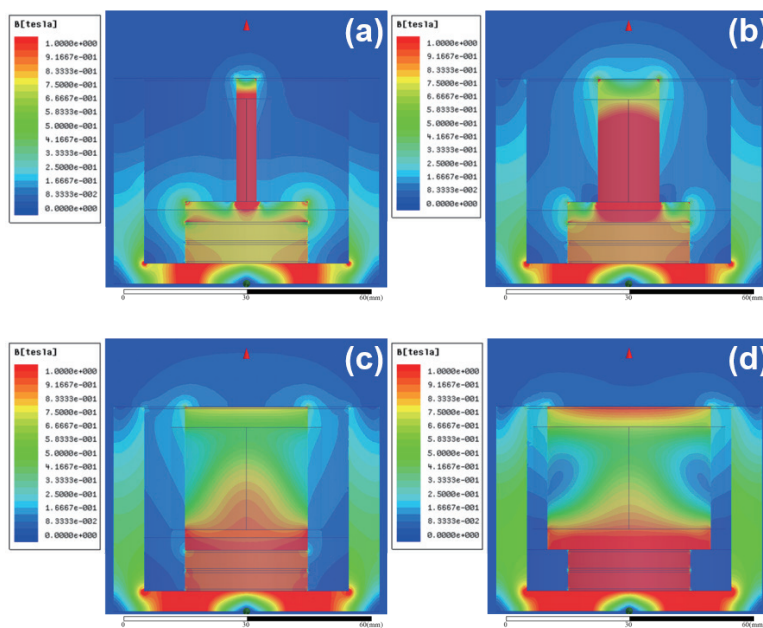 (a)
B[tesla]
1.0000e+000
9.1667e-001
8.3333e-001
7.5000e-001
6.6667e-001
5.8333e-001
5.0000e-001
4.1667e-001
3.3333e-001
2.5000e-001
1.6667e-001
8.3333e-002
0.0000e+000
0 30 60(mm)
(b)
B[tesla]
1.0000e+000
9.1667e-001
8.3333e-001
7.5000e-001
6.6667e-001
5.8333e-001
5.0000e-001
4.1667e-001
3.3333e-001
2.5000e-001
1.6667e-001
8.3333e-002
0.0000e+000
0 30 60(mm)
(c)
B[tesla]
1.0000e+000
9.1667e-001
8.3333e-001
7.5000e-001
6.6667e-001
5.8333e-001
5.0000e-001
4.1667e-001
3.3333e-001
2.5000e-001
1.6667e-001
8.3333e-002
0.0000e+000
0 30 60(mm)
(d)
B[tesla]
1.0000e+000
9.1667e-001
8.3333e-001
7.5000e-001
6.6667e-001
5.8333e-001
5.0000e-001
4.1667e-001
3.3333e-001
2.5000e-001
1.6667e-001
8.3333e-002
0.0000e+000
0 30 60(mm)